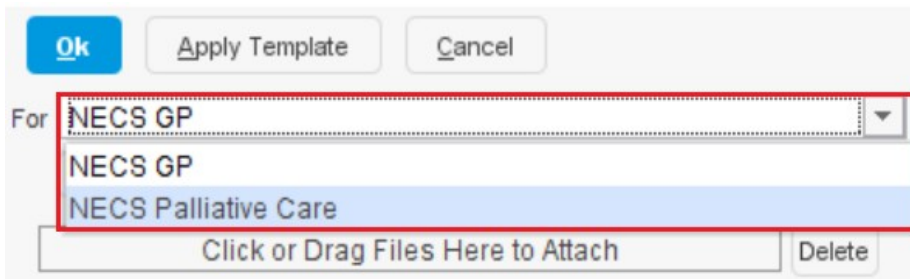 Ok Apply Template Cancel
For NECS GP
NECS GP
NECS Palliative Care
Click or Drag Files Here to Attach Delete